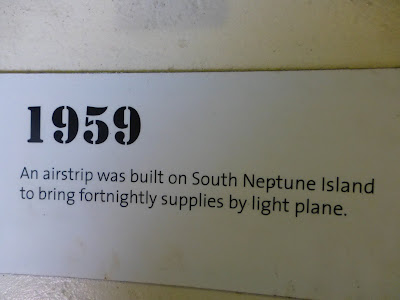 1959
An airstrip was built on South Neptune Island
to bring fortnightly supplies by light plane.